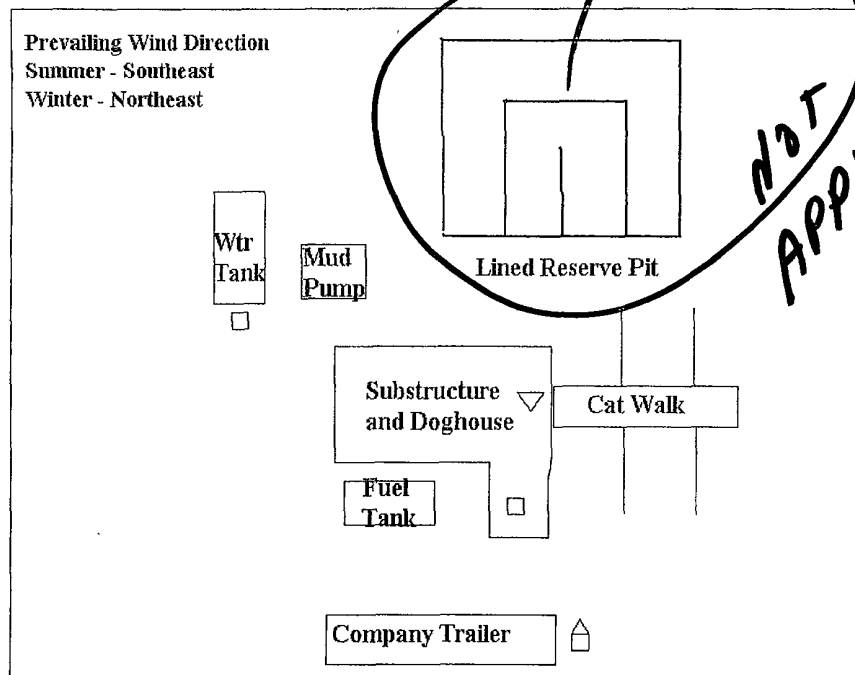 Prevailing Wind Direction
Summer - Southeast
Winter - Northeast
Not
Wtr
Tank
Mud
Pump
Lined Reserve Pit
Substructure
and Doghouse
Cat Walk
Fuel
Tank
Company Trailer